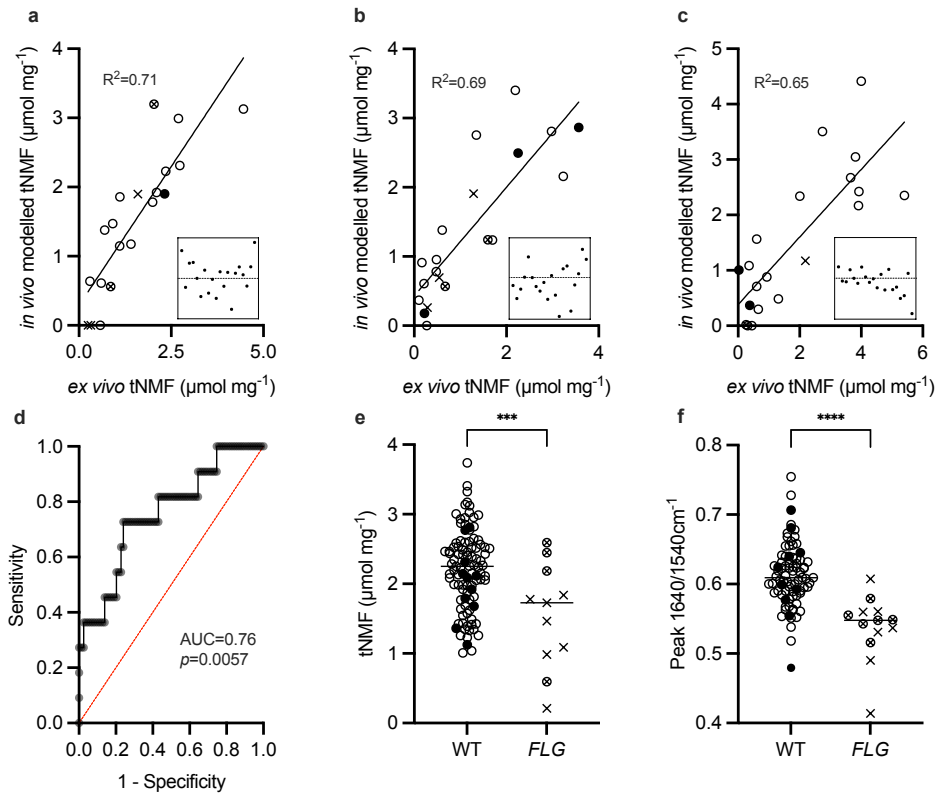 a
in vivo modelled tNMF (µmol mg⁻¹)
4
3
2
1
0
R²=0.71
0.0
2.5
5.0
ex vivo tNMF (µmol mg⁻¹)
b
in vivo modelled tNMF (µmol mg⁻¹)
4
3
2
1
0
R²=0.69
0
2
4
ex vivo tNMF (µmol mg⁻¹)
c
in vivo modelled tNMF (µmol mg⁻¹)
5
4
3
2
1
0
R²=0.65
0
2
4
6
ex vivo tNMF (µmol mg⁻¹)
d
Sensitivity
1.0
0.8
0.6
0.4
0.2
0.0
AUC=0.76
p=0.0057
0.0
0.2
0.4
0.6
0.8
1.0
1 - Specificity
e
***
tNMF (µmol mg⁻¹)
4
3
2
1
0
WT
FLG
f
****
Peak 1640/1540cm⁻¹
0.8
0.7
0.6
0.5
0.4
WT
FLG